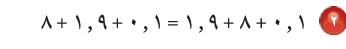 ٨ + ١,٩ + ٠,١ = ١,٩ + ٨ + ٠,١ ٢